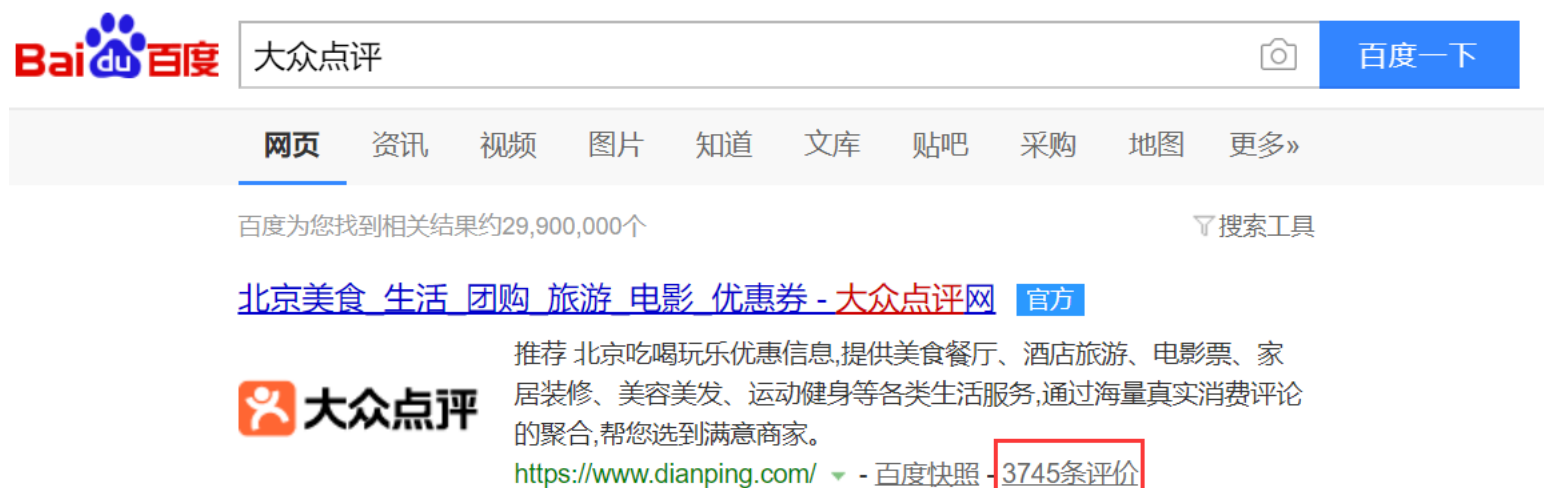 Bai du 百度 大众点评 百度一下
网页 资讯 视频 图片 知道 文库 贴吧 采购 地图 更多»
百度为您找到相关结果约29,900,000个 搜索工具
北京美食_生活_团购_旅游_电影_优惠券 - 大众点评网 官方
推荐 北京吃喝玩乐优惠信息,提供美食餐厅、酒店旅游、电影票、家
大众点评 居装修、美容美发、运动健身等各类生活服务,通过海量真实消费评论
的聚合,帮您选到满意商家。
https://www.dianping.com/ - 百度快照 - 3745条评价